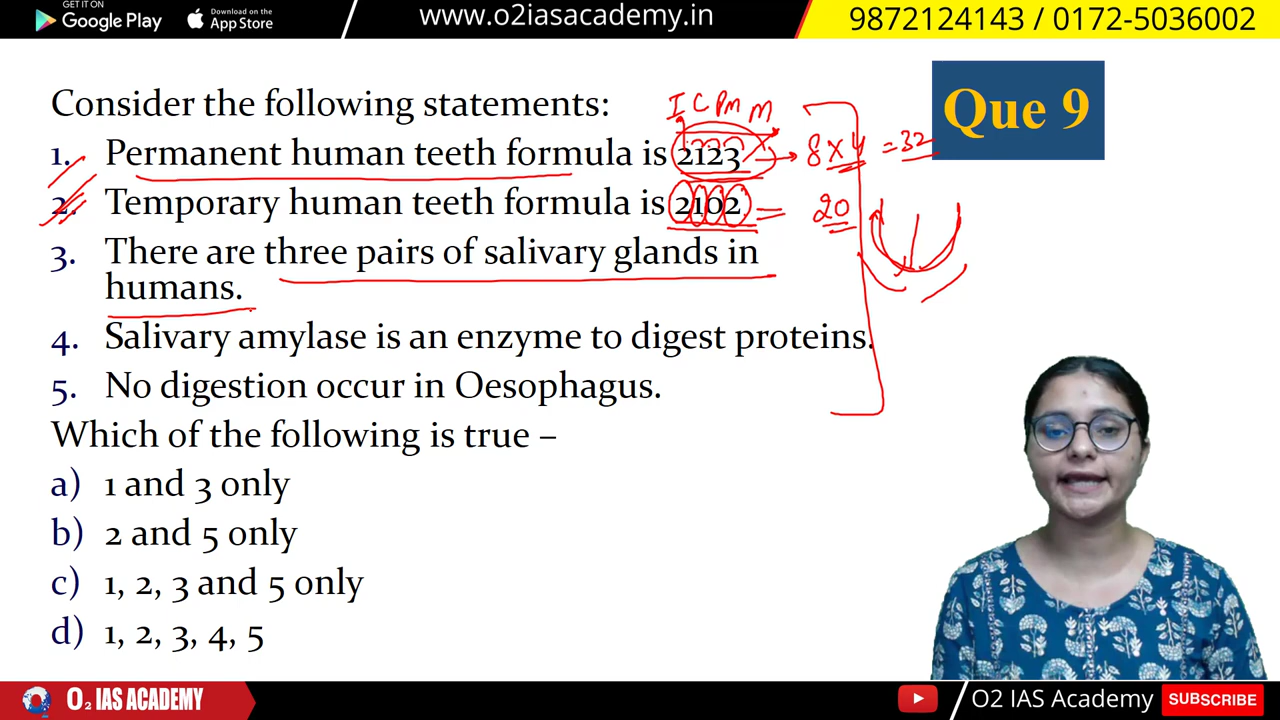 GET IT ON
Google Play
Download on the
App Store
www.o2iasacademy.in
9872124143 / 0172-5036002
Que 9
Consider the following statements:
I C PM M
1. Permanent human teeth formula is 2123 → 8 x 4 = 32
2. Temporary human teeth formula is 2102. = 20
3. There are three pairs of salivary glands in
humans.
4. Salivary amylase is an enzyme to digest proteins.
5. No digestion occur in Oesophagus.
Which of the following is true –
a) 1 and 3 only
b) 2 and 5 only
c) 1, 2, 3 and 5 only
d) 1, 2, 3, 4, 5
O2 IAS ACADEMY
O2 IAS Academy SUBSCRIBE